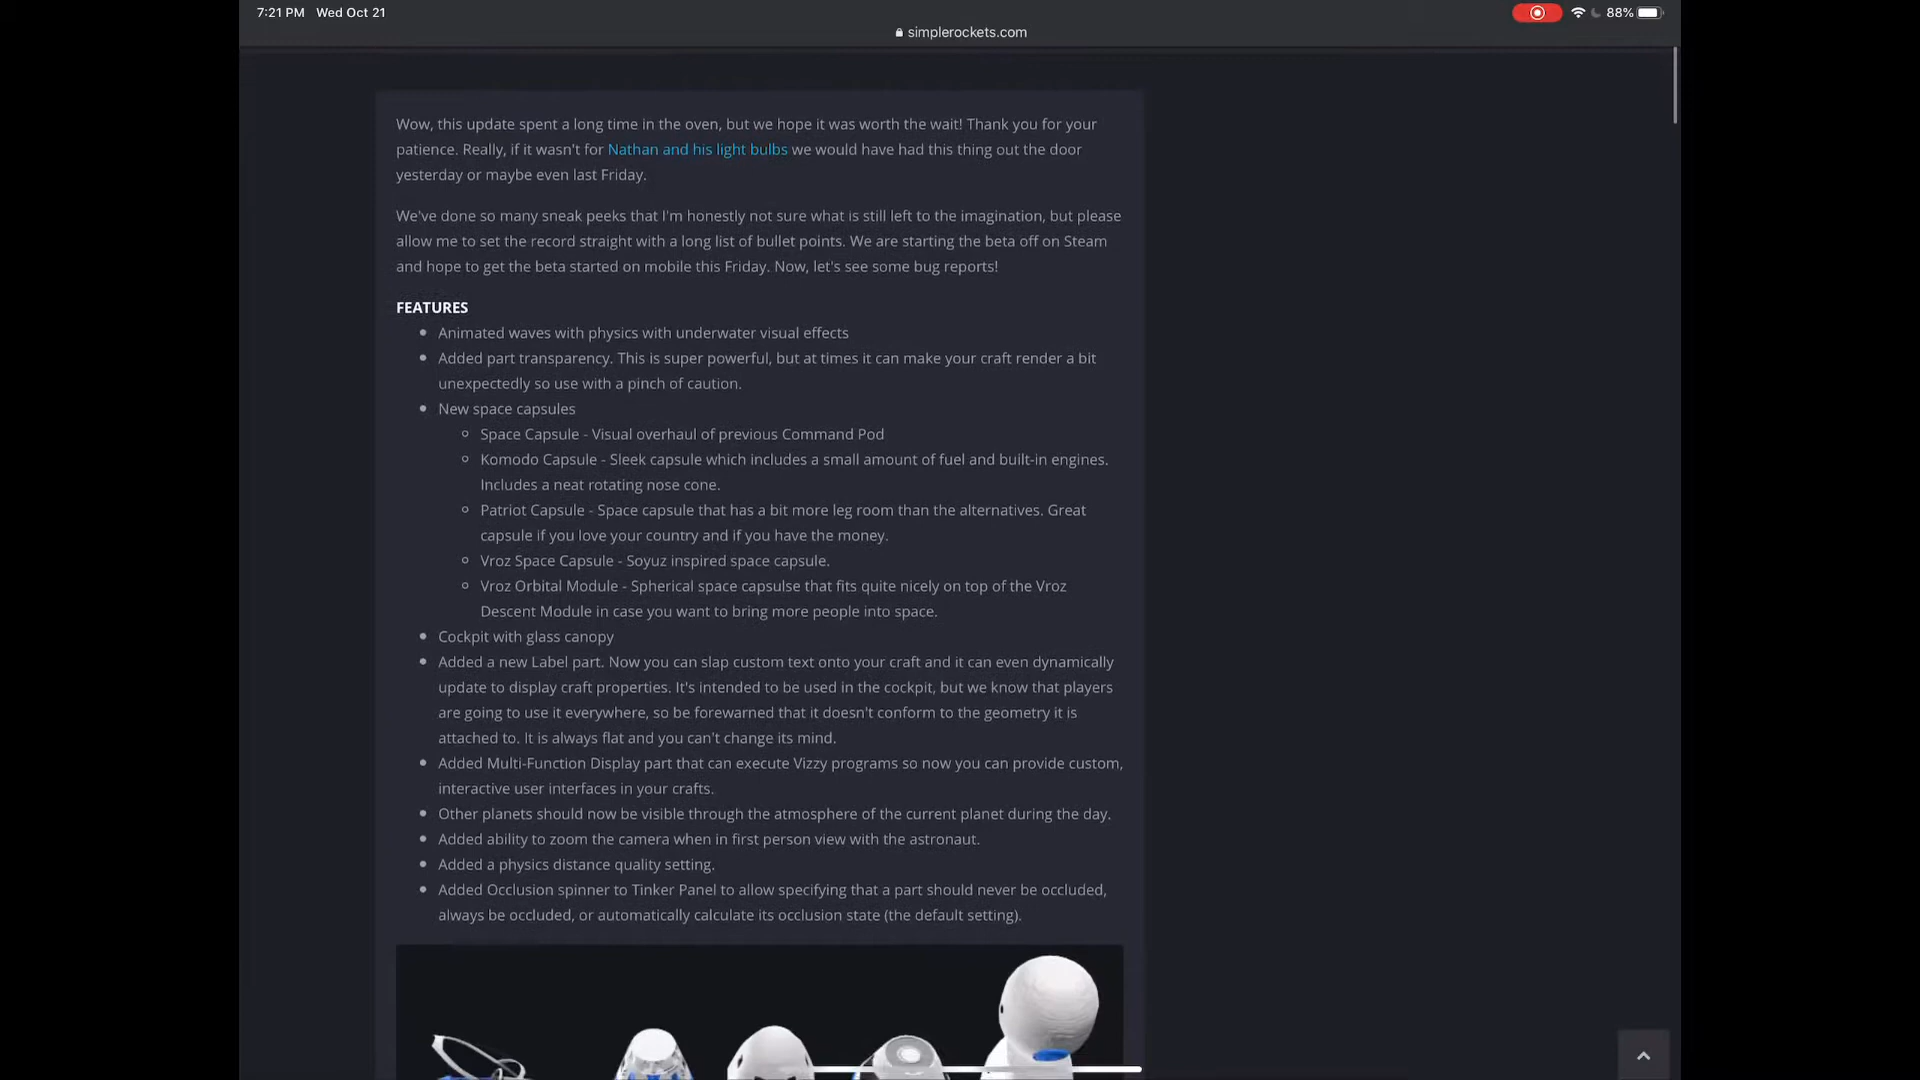 7:21 PM Wed Oct 21
88%
simplerockets.com
Wow, this update spent a long time in the oven, but we hope it was worth the wait! Thank you for your
patience. Really, if it wasn't for Nathan and his light bulbs we would have had this thing out the door
yesterday or maybe even last Friday.
We've done so many sneak peeks that I'm honestly not sure what is still left to the imagination, but please
allow me to set the record straight with a long list of bullet points. We are starting the beta off on Steam
and hope to get the beta started on mobile this Friday. Now, let's see some bug reports!
FEATURES
Animated waves with physics with underwater visual effects
Added part transparency. This is super powerful, but at times it can make your craft render a bit
unexpectedly so use with a pinch of caution.
New space capsules
Space Capsule - Visual overhaul of previous Command Pod
Komodo Capsule - Sleek capsule which includes a small amount of fuel and built-in engines.
Includes a neat rotating nose cone.
Patriot Capsule - Space capsule that has a bit more leg room than the alternatives. Great
capsule if you love your country and if you have the money.
Vroz Space Capsule - Soyuz inspired space capsule.
Vroz Orbital Module - Spherical space capsulse that fits quite nicely on top of the Vroz
Descent Module in case you want to bring more people into space.
Cockpit with glass canopy
Added a new Label part. Now you can slap custom text onto your craft and it can even dynamically
update to display craft properties. It's intended to be used in the cockpit, but we know that players
are going to use it everywhere, so be forewarned that it doesn't conform to the geometry it is
attached to. It is always flat and you can't change its mind.
Added Multi-Function Display part that can execute Vizzy programs so now you can provide custom,
interactive user interfaces in your crafts.
Other planets should now be visible through the atmosphere of the current planet during the day.
Added ability to zoom the camera when in first person view with the astronaut.
Added a physics distance quality setting.
Added Occlusion spinner to Tinker Panel to allow specifying that a part should never be occluded,
always be occluded, or automatically calculate its occlusion state (the default setting).